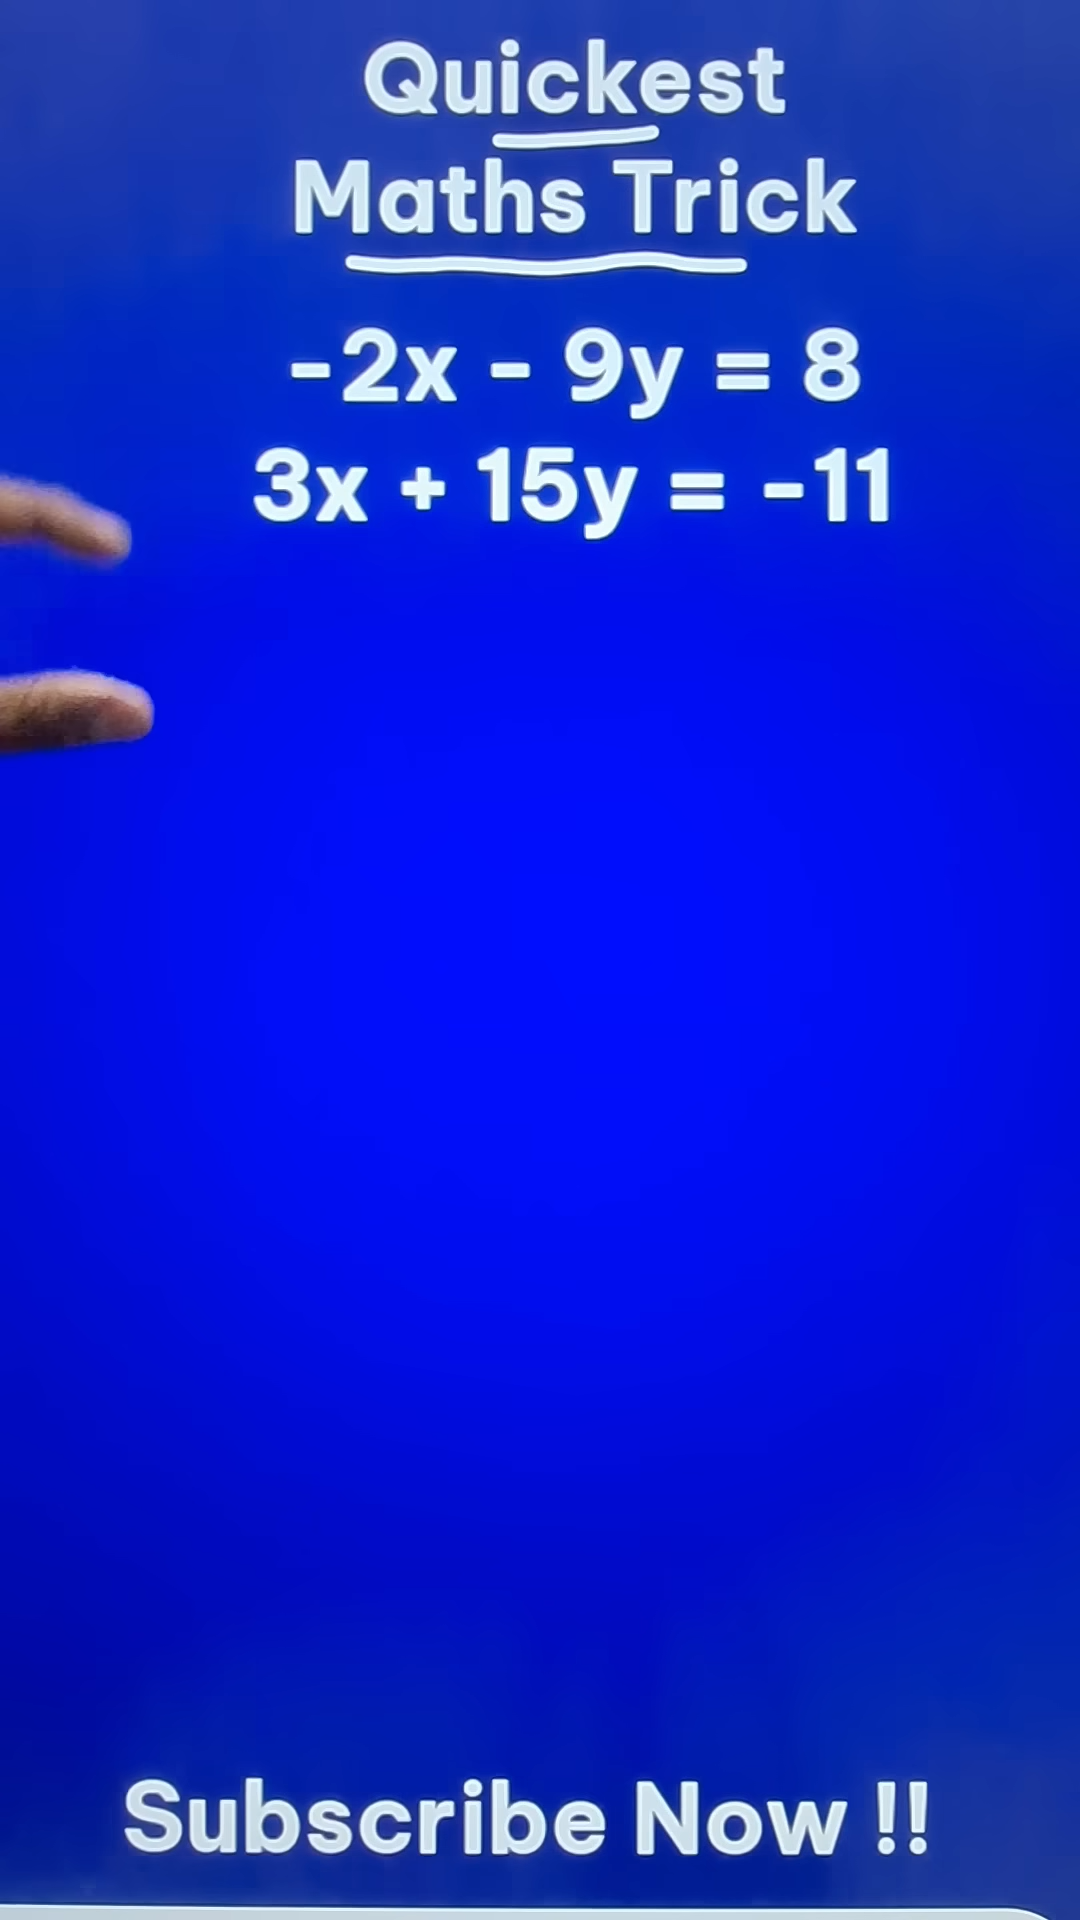 Quickest
Maths Trick
-2x - 9y = 8
3x + 15y = -11
Subscribe Now !!